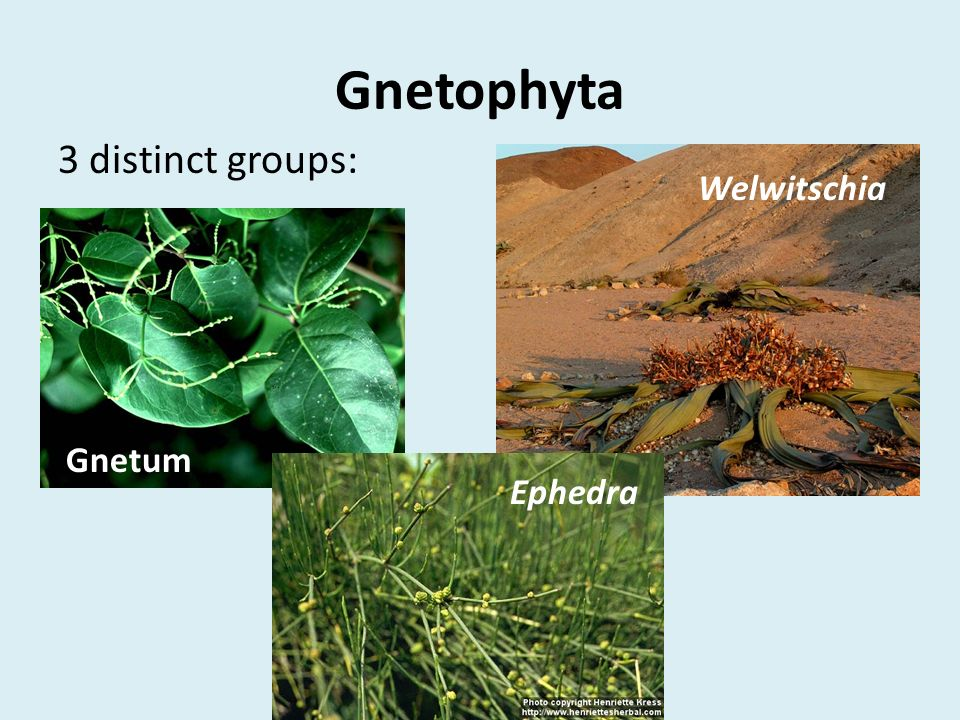 Gnetophyta
3 distinct groups:
Welwitschia
Gnetum
Ephedra
Photo copyright Henriette Kress
http://www.henriettesherbal.com